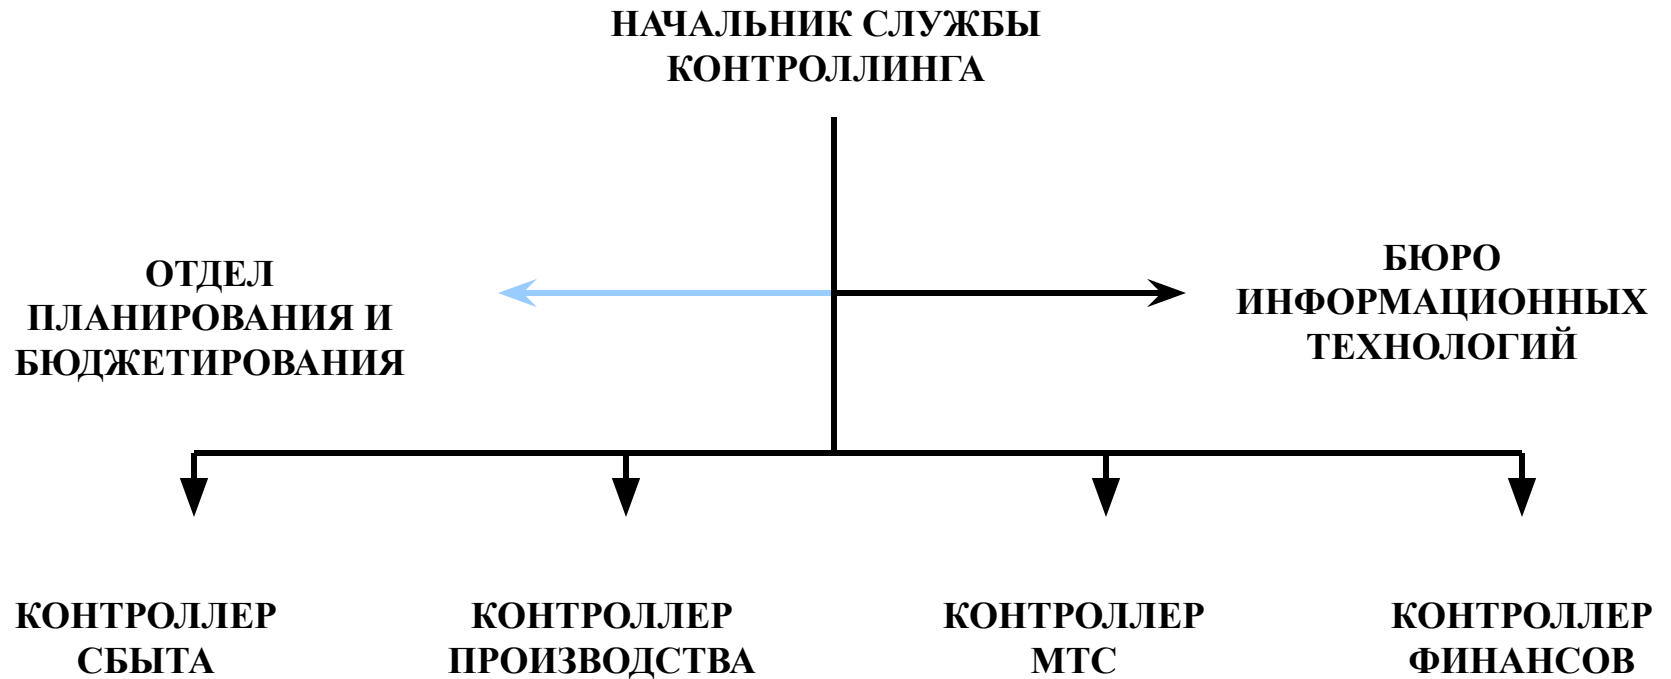 НАЧАЛЬНИК СЛУЖБЫ
КОНТРОЛЛИНГА
ОТДЕЛ
ПЛАНИРОВАНИЯ И
БЮДЖЕТИРОВАНИЯ
БЮРО
ИНФОРМАЦИОННЫХ
ТЕХНОЛОГИЙ
КОНТРОЛЛЕР
СБЫТА
КОНТРОЛЛЕР
ПРОИЗВОДСТВА
КОНТРОЛЛЕР
МТС
КОНТРОЛЛЕР
ФИНАНСОВ